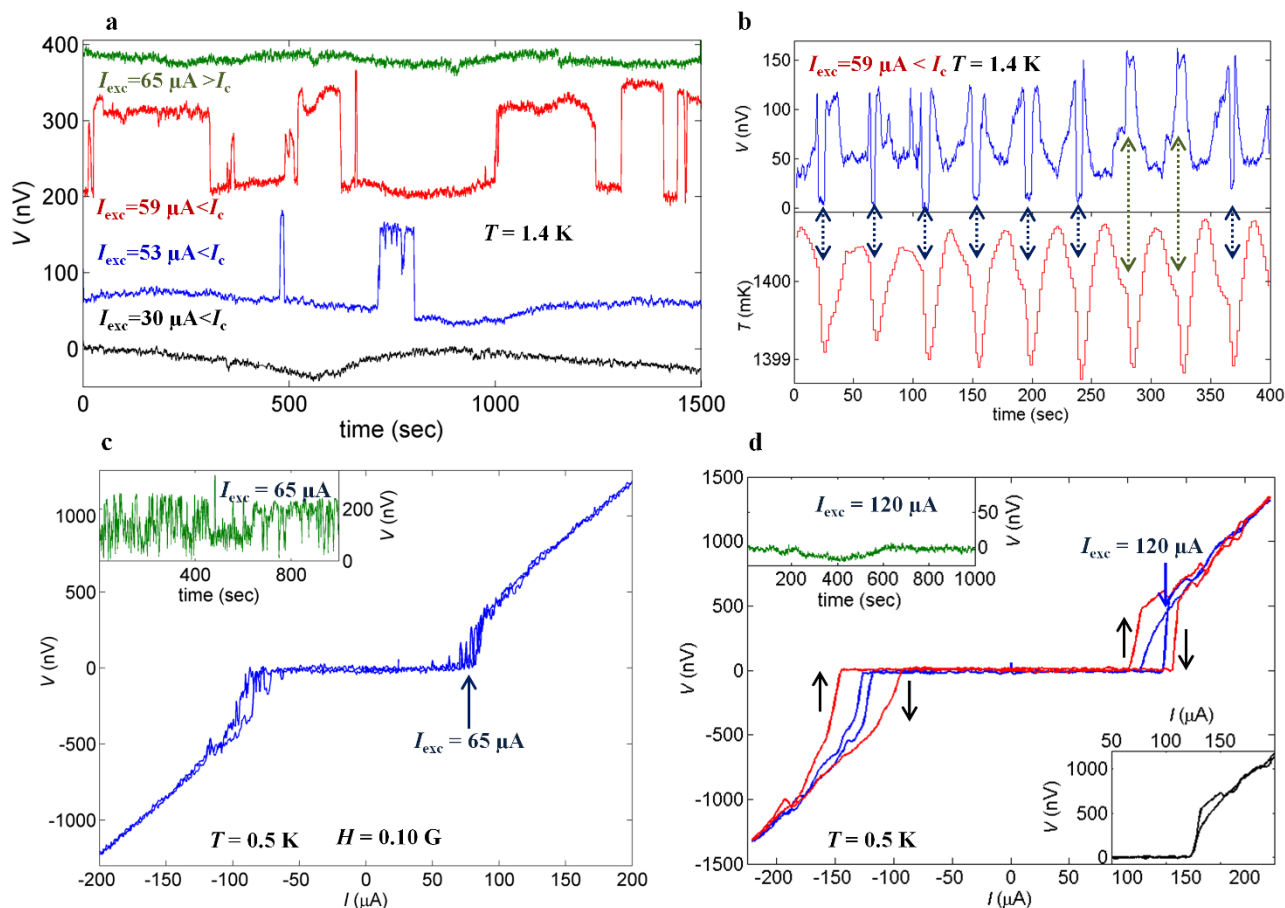 a
400
300
200
100
0
V (nV)
I_exc=65 μA>I_c
I_exc=59 μA<I_c
I_exc=53 μA<I_c
I_exc=30 μA<I_c
T = 1.4 K
0 500 1000 1500
time (sec)
b
I_exc=59 μA < I_c T = 1.4 K
150
100
50
0
V (nV)
1400
1399
T (mK)
0 50 100 150 200 250 300 350 400
time (sec)
c
I_exc = 65 μA
200
0
V (nV)
400 800
time (sec)
1000
500
0
-500
-1000
V (nV)
I_exc = 65 μA
T = 0.5 K H = 0.10 G
-200 -150 -100 -50 0 50 100 150 200
I (μA)
d
1500
1000
500
0
-500
-1000
-1500
V (nV)
I_exc = 120 μA
50
0
V (nV)
200 400 600 800 1000
time (sec)
I_exc = 120 μA
I (μA)
50 100 150
1000
500
0
V (nV)
T = 0.5 K
-200 -150 -100 -50 0 50 100 150 200
I (μA)